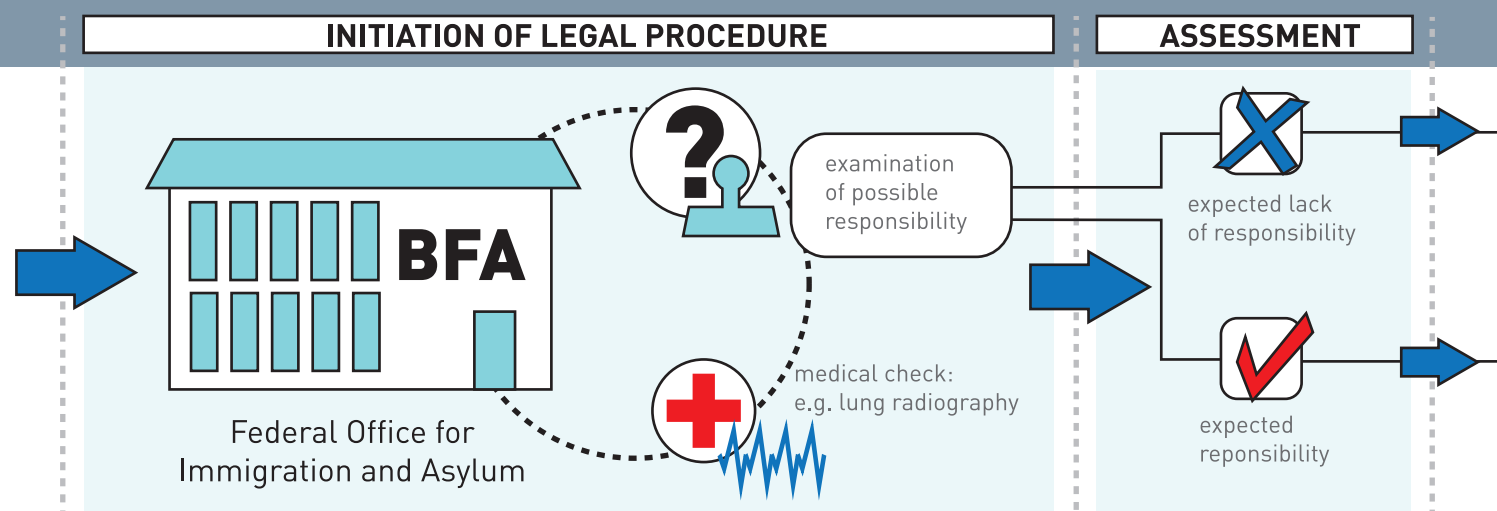 INITIATION OF LEGAL PROCEDURE
ASSESSMENT
?
BFA
Federal Office for
Immigration and Asylum
examination
of possible
responsibility
medical check:
e.g. lung radiography
expected lack
of responsibility
expected
reponsibility